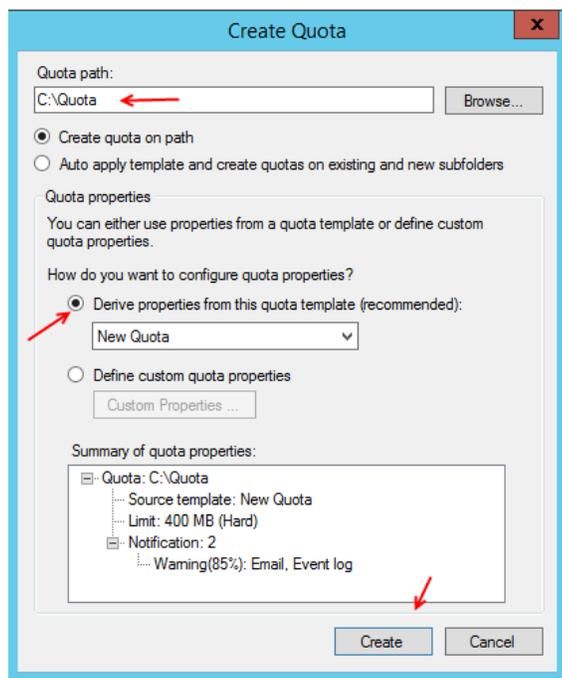 Create Quota
x
Quota path:
C:\Quota
Browse...
Create quota on path
Auto apply template and create quotas on existing and new subfolders
Quota properties
You can either use properties from a quota template or define custom
quota properties.
How do you want to configure quota properties?
Derive properties from this quota template (recommended):
New Quota
Define custom quota properties
Custom Properties ...
Summary of quota properties:
Quota: C:\Quota
Source template: New Quota
Limit: 400 MB (Hard)
Notification: 2
Warning(85%): Email, Event log
Create
Cancel